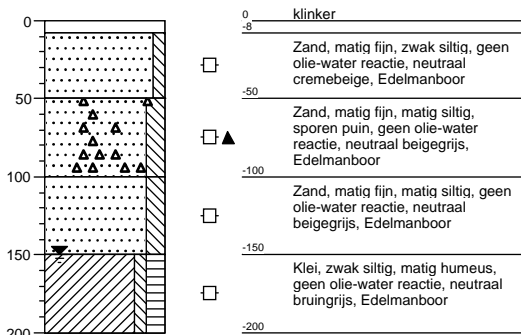 0
0
klinker
-8
Zand, matig fijn, zwak siltig, geen
olie-water reactie, neutraal
cremebeige, Edelmanboor
50
-50
Zand, matig fijn, matig siltig,
sporen puin, geen olie-water
reactie, neutraal beigegrijs,
Edelmanboor
100
-100
Zand, matig fijn, matig siltig, geen
olie-water reactie, neutraal
beigegrijs, Edelmanboor
150
-150
Klei, zwak siltig, matig humeus,
geen olie-water reactie, neutraal
bruingrijs, Edelmanboor
200
-200